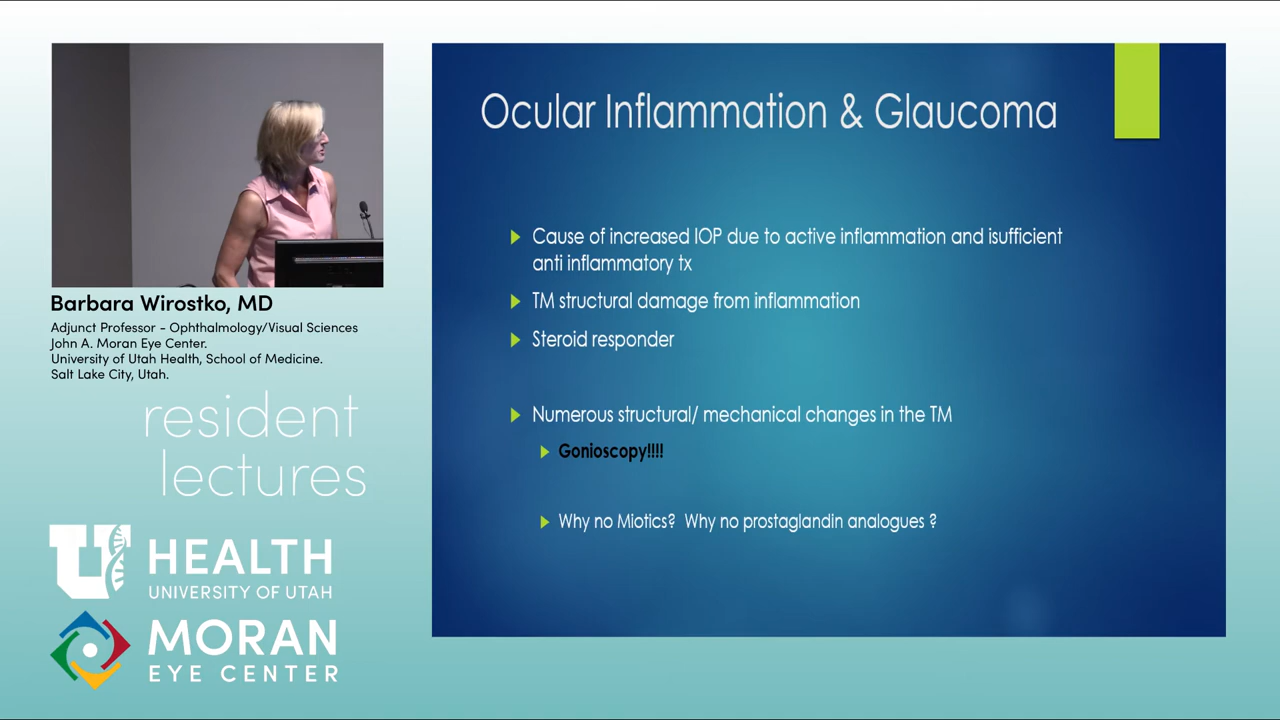 Ocular Inflammation & Glaucoma
Cause of increased IOP due to active inflammation and isufficient
anti inflammatory tx
TM structural damage from inflammation
Steroid responder
Numerous structural/ mechanical changes in the TM
Gonioscopy!!!!
Why no Miotics? Why no prostaglandin analogues ?
Barbara Wirostko, MD
Adjunct Professor - Ophthalmology/Visual Sciences
John A. Moran Eye Center.
University of Utah Health, School of Medicine.
Salt Lake City, Utah.
resident
lectures
U HEALTH
UNIVERSITY OF UTAH
MORAN
EYE CENTER